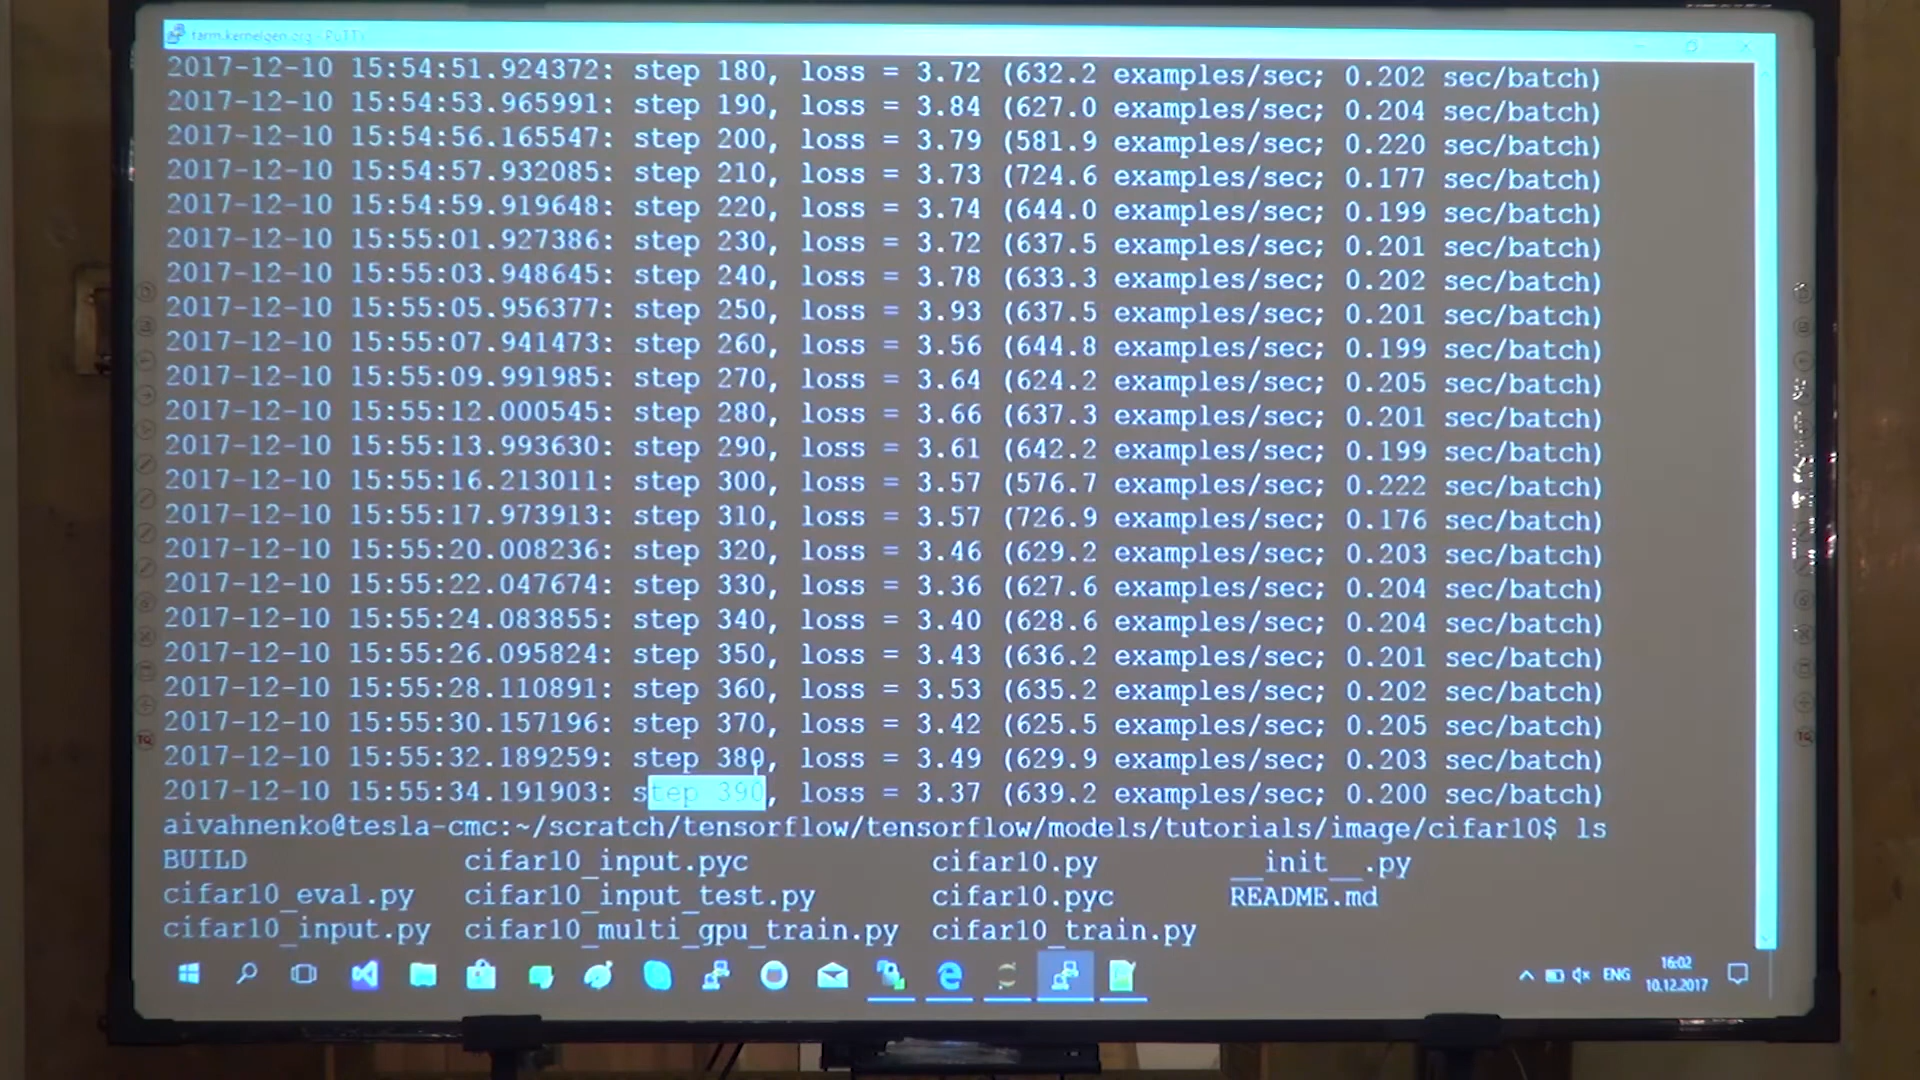 farm.kernelgen.org - PuTTY
2017-12-10 15:54:51.924372: step 180, loss = 3.72 (632.2 examples/sec; 0.202 sec/batch)
2017-12-10 15:54:53.965991: step 190, loss = 3.84 (627.0 examples/sec; 0.204 sec/batch)
2017-12-10 15:54:56.165547: step 200, loss = 3.79 (581.9 examples/sec; 0.220 sec/batch)
2017-12-10 15:54:57.932085: step 210, loss = 3.73 (724.6 examples/sec; 0.177 sec/batch)
2017-12-10 15:54:59.919648: step 220, loss = 3.74 (644.0 examples/sec; 0.199 sec/batch)
2017-12-10 15:55:01.927386: step 230, loss = 3.72 (637.5 examples/sec; 0.201 sec/batch)
2017-12-10 15:55:03.948645: step 240, loss = 3.78 (633.3 examples/sec; 0.202 sec/batch)
2017-12-10 15:55:05.956377: step 250, loss = 3.93 (637.5 examples/sec; 0.201 sec/batch)
2017-12-10 15:55:07.941473: step 260, loss = 3.56 (644.8 examples/sec; 0.199 sec/batch)
2017-12-10 15:55:09.991985: step 270, loss = 3.64 (624.2 examples/sec; 0.205 sec/batch)
2017-12-10 15:55:12.000545: step 280, loss = 3.66 (637.3 examples/sec; 0.201 sec/batch)
2017-12-10 15:55:13.993630: step 290, loss = 3.61 (642.2 examples/sec; 0.199 sec/batch)
2017-12-10 15:55:16.213011: step 300, loss = 3.57 (576.7 examples/sec; 0.222 sec/batch)
2017-12-10 15:55:17.973913: step 310, loss = 3.57 (726.9 examples/sec; 0.176 sec/batch)
2017-12-10 15:55:20.008236: step 320, loss = 3.46 (629.2 examples/sec; 0.203 sec/batch)
2017-12-10 15:55:22.047674: step 330, loss = 3.36 (627.6 examples/sec; 0.204 sec/batch)
2017-12-10 15:55:24.083855: step 340, loss = 3.40 (628.6 examples/sec; 0.204 sec/batch)
2017-12-10 15:55:26.095824: step 350, loss = 3.43 (636.2 examples/sec; 0.201 sec/batch)
2017-12-10 15:55:28.110891: step 360, loss = 3.53 (635.2 examples/sec; 0.202 sec/batch)
2017-12-10 15:55:30.157196: step 370, loss = 3.42 (625.5 examples/sec; 0.205 sec/batch)
2017-12-10 15:55:32.189259: step 380, loss = 3.49 (629.9 examples/sec; 0.203 sec/batch)
2017-12-10 15:55:34.191903: step 390, loss = 3.37 (639.2 examples/sec; 0.200 sec/batch)
aivahnenko@tesla-cmc:~/scratch/tensorflow/tensorflow/models/tutorials/image/cifar10$ ls
BUILD cifar10_input.pyc cifar10.py __init__.py
cifar10_eval.py cifar10_input_test.py cifar10.pyc README.md
cifar10_input.py cifar10_multi_gpu_train.py cifar10_train.py
ENG 16:02
10.12.2017